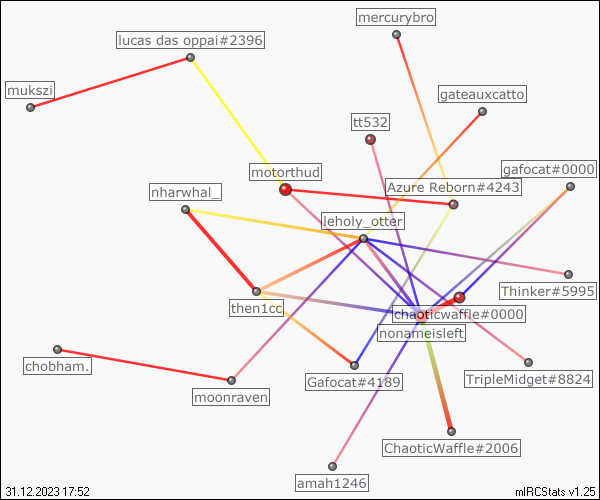 mercurybro
lucas das oppai#2396
mukszi
gateauxcatto
tt532
motorthud
gafocat#0000
nharwhal_
Azure Reborn#4243
leholy_otter
Thinker#5995
then1cc
chaoticwaffle#0000
nonameisleft
chobham.
Gafocat#4189
TripleMidget#8824
moonraven
ChaoticWaffle#2006
amah1246
31.12.2023 17:52
mIRCStats v1.25